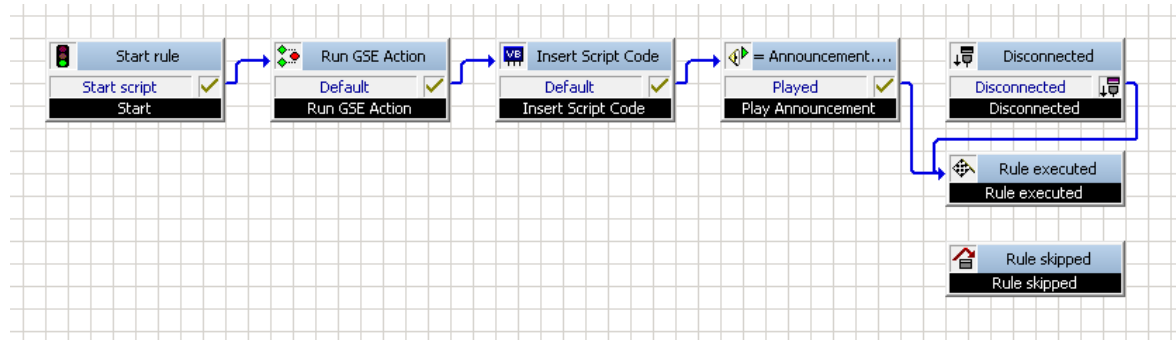 Start rule
Start script
Start
Run GSE Action
Default
Run GSE Action
VB
Insert Script Code
Default
Insert Script Code
= Announcement....
Played
Play Announcement
Disconnected
Disconnected
Disconnected
Rule executed
Rule executed
Rule skipped
Rule skipped